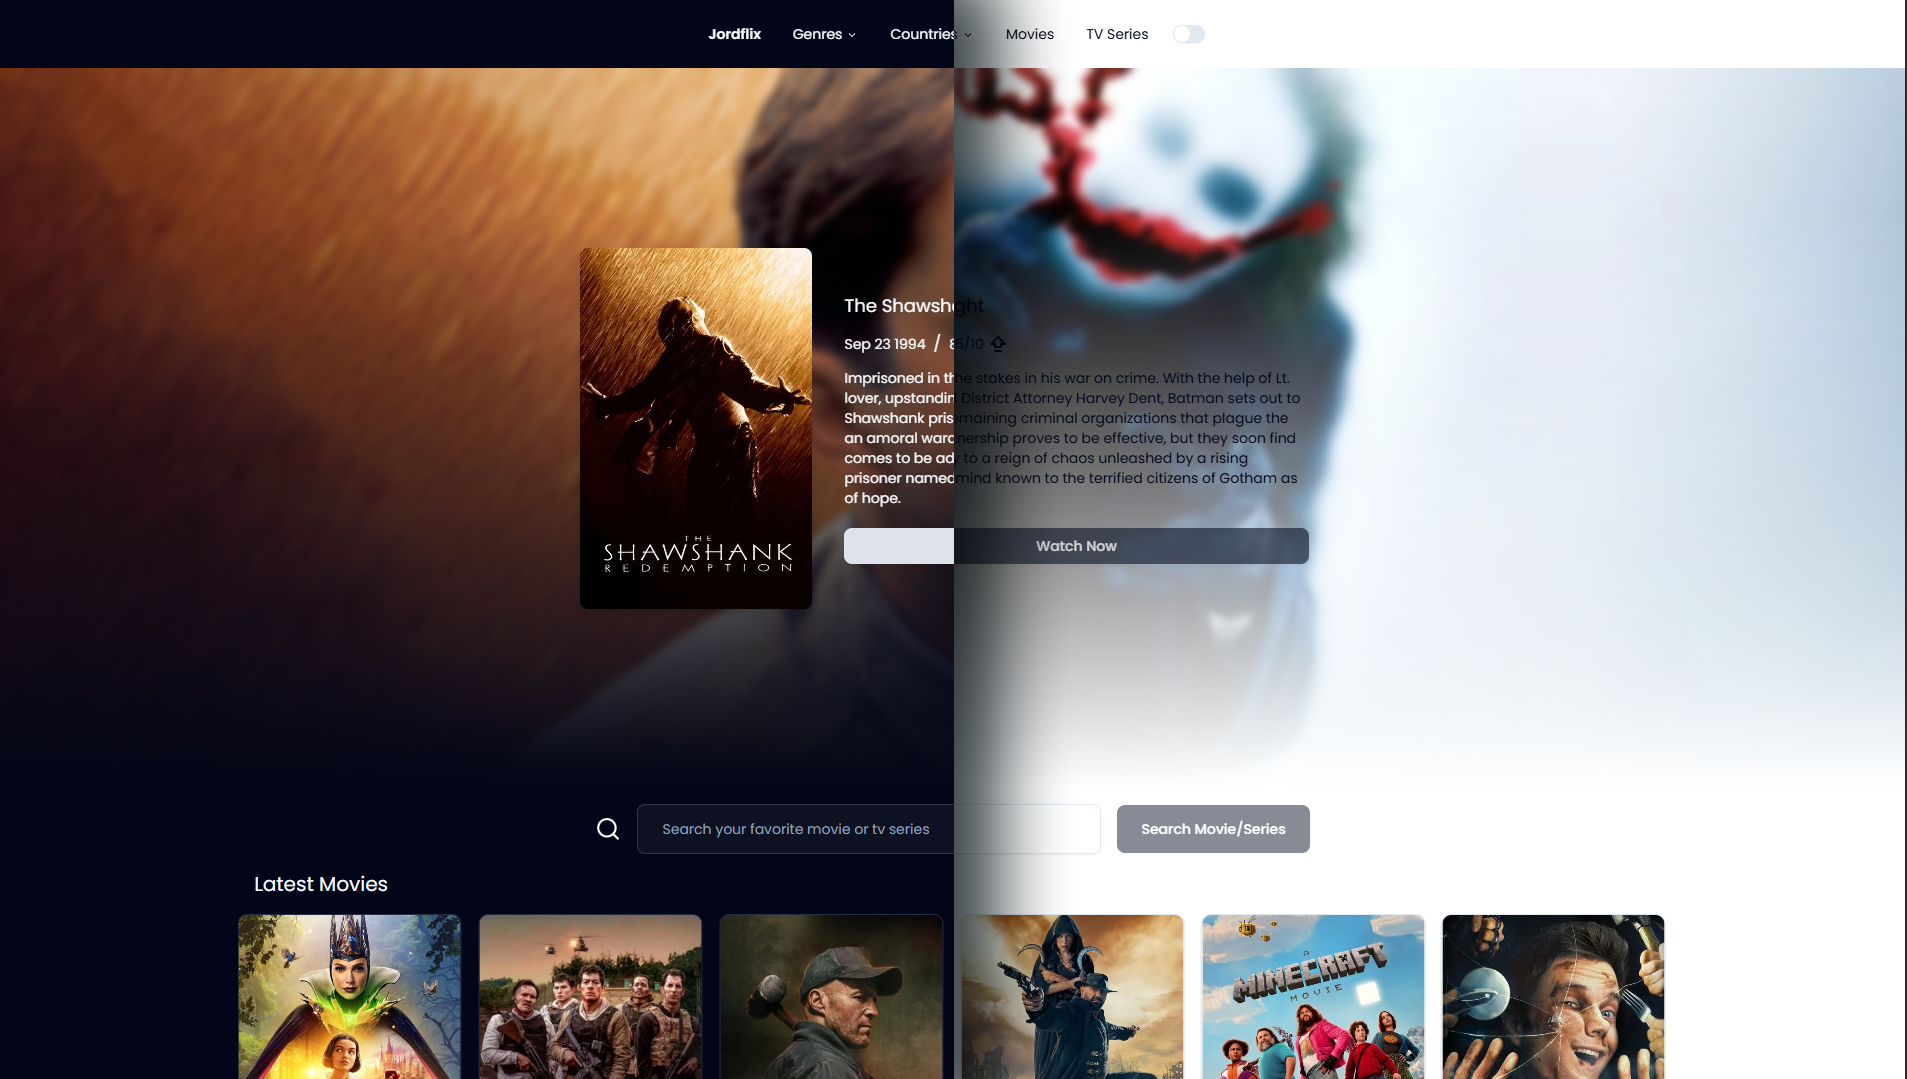 Jordflix Genres Countries Movies TV Series
The Shawshght
Sep 23 1994 / 85/10
Imprisoned in the stakes in his war on crime. With the help of Lt.
lover, upstandin District Attorney Harvey Dent, Batman sets out to
Shawshank prisemaining criminal organizations that plague the
an amoral wardnership proves to be effective, but they soon find
comes to be ady to a reign of chaos unleashed by a rising
prisoner namedmind known to the terrified citizens of Gotham as
of hope.
THE
SHAWSHANK
REDEMPTION
Watch Now
Search your favorite movie or tv series
Search Movie/Series
Latest Movies
A
MINECRAFT
MOVIE